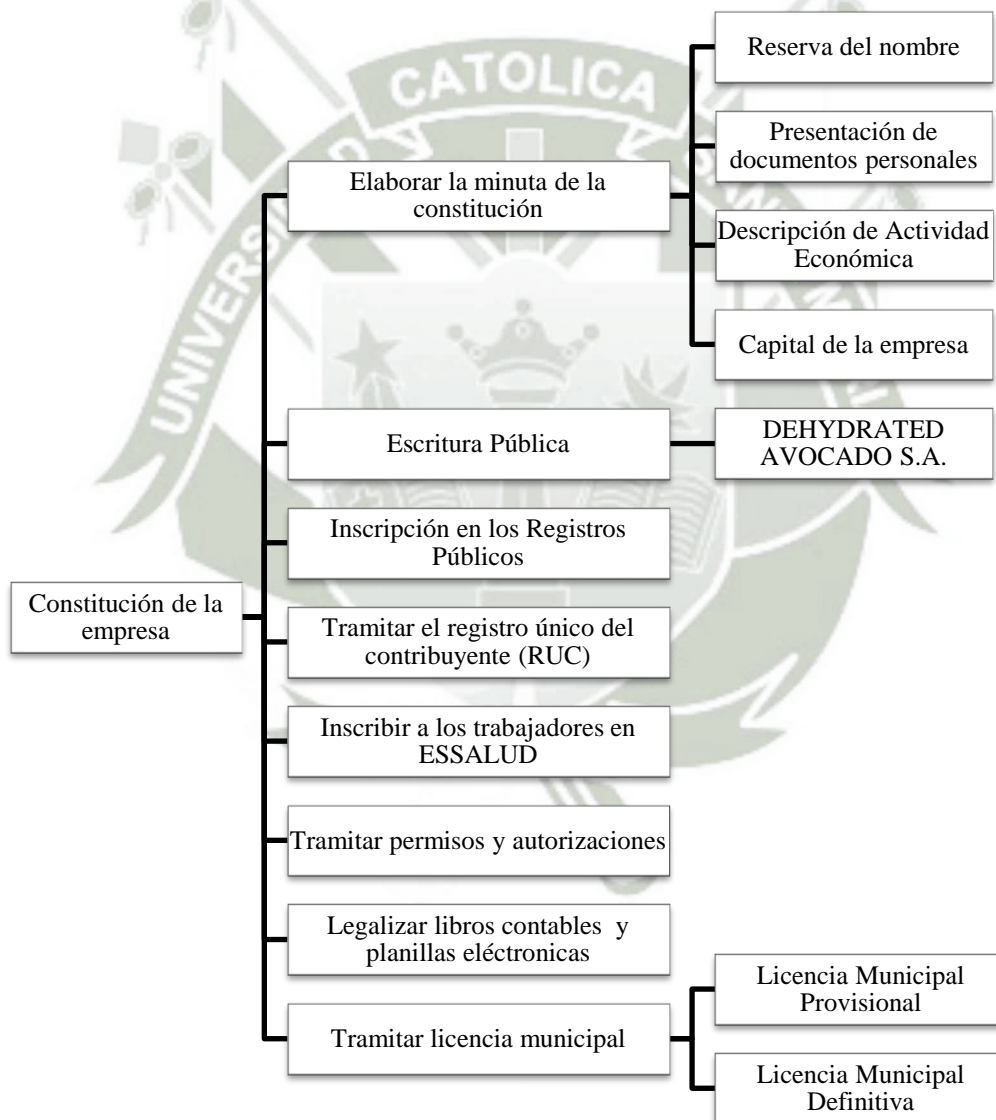 UNIVERSID
D
CATOLICA
SAN
Constitución de la
empresa
Elaborar la minuta de la
constitución
Reserva del nombre
Presentación de
documentos personales
Descripción de Actividad
Económica
Capital de la empresa
Escritura Pública
DEHYDRATED
AVOCADO S.A.
Inscripción en los Registros
Públicos
Tramitar el registro único del
contribuyente (RUC)
Inscribir a los trabajadores en
ESSALUD
Tramitar permisos y autorizaciones
Legalizar libros contables y
planillas eléctronicas
Tramitar licencia municipal
Licencia Municipal
Provisional
Licencia Municipal
Definitiva